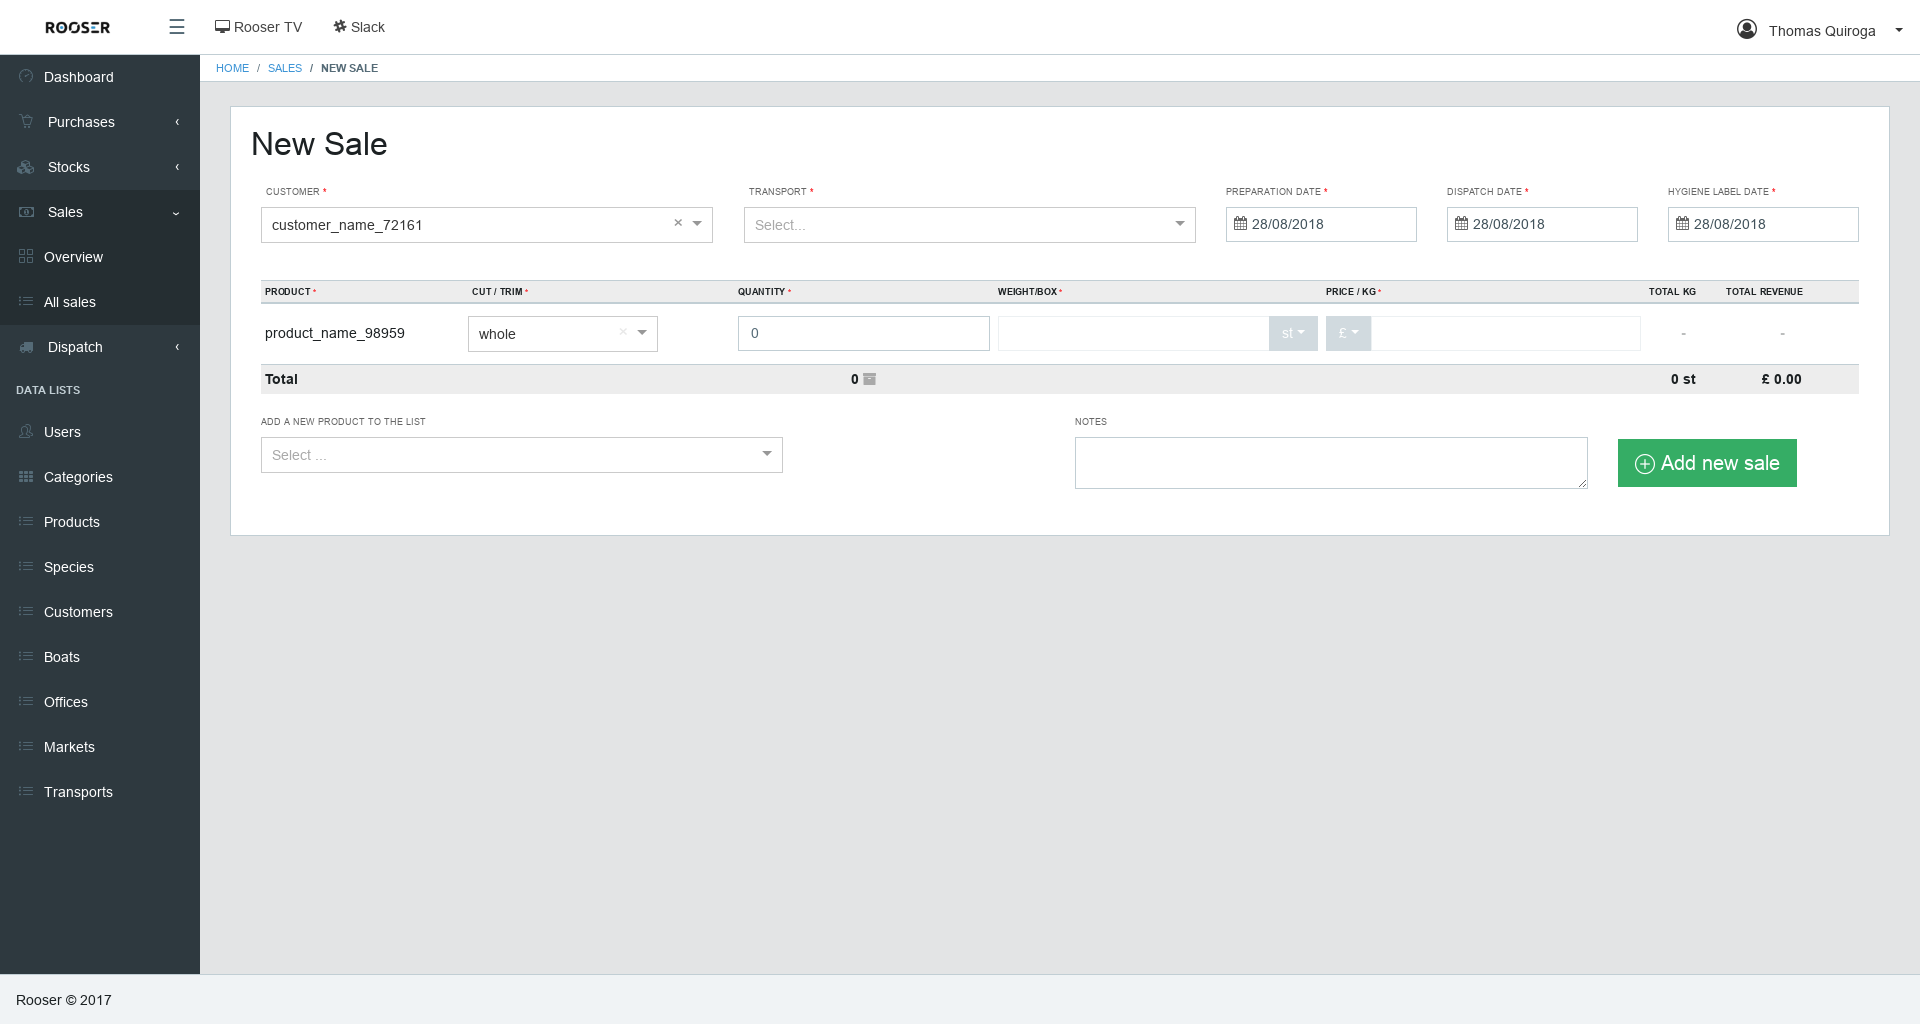 ROOSER
Rooser TV
Slack
Thomas Quiroga
HOME / SALES / NEW SALE
Dashboard
Purchases
Stocks
Sales
Overview
All sales
Dispatch
DATA LISTS
Users
Categories
Products
Species
Customers
Boats
Offices
Markets
Transports
New Sale
CUSTOMER * TRANSPORT * PREPARATION DATE * DISPATCH DATE * HYGIENE LABEL DATE *
customer_name_72161 × Select... 28/08/2018 28/08/2018 28/08/2018
PRODUCT * CUT / TRIM * QUANTITY * WEIGHT/BOX * PRICE / KG * TOTAL KG TOTAL REVENUE
product_name_98959 whole × 0 st £ - -
Total 0 0 st £ 0.00
ADD A NEW PRODUCT TO THE LIST NOTES
Select ...
Add new sale
Rooser © 2017